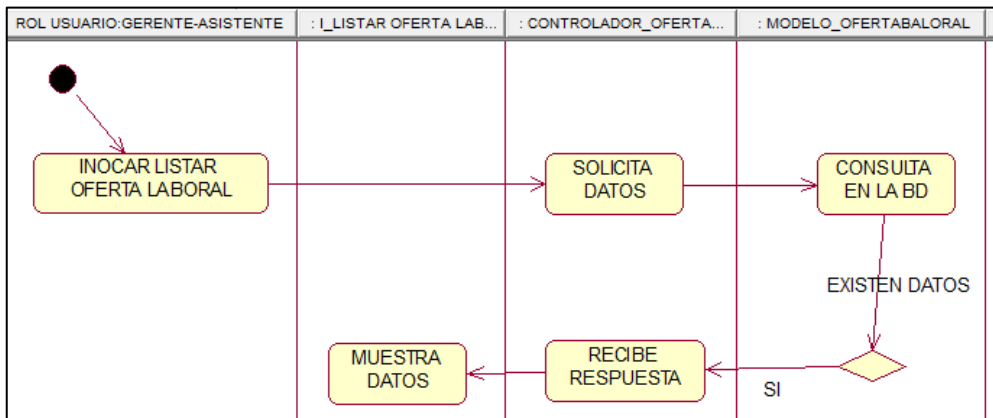 ROL USUARIO:GERENTE-ASISTENTE
: I_LISTAR OFERTA LAB...
: CONTROLADOR_OFERTA...
: MODELO_OFERTABALORAL
INOCAR LISTAR
OFERTA LABORAL
SOLICITA
DATOS
CONSULTA
EN LA BD
EXISTEN DATOS
MUESTRA
DATOS
RECIBE
RESPUESTA
SI